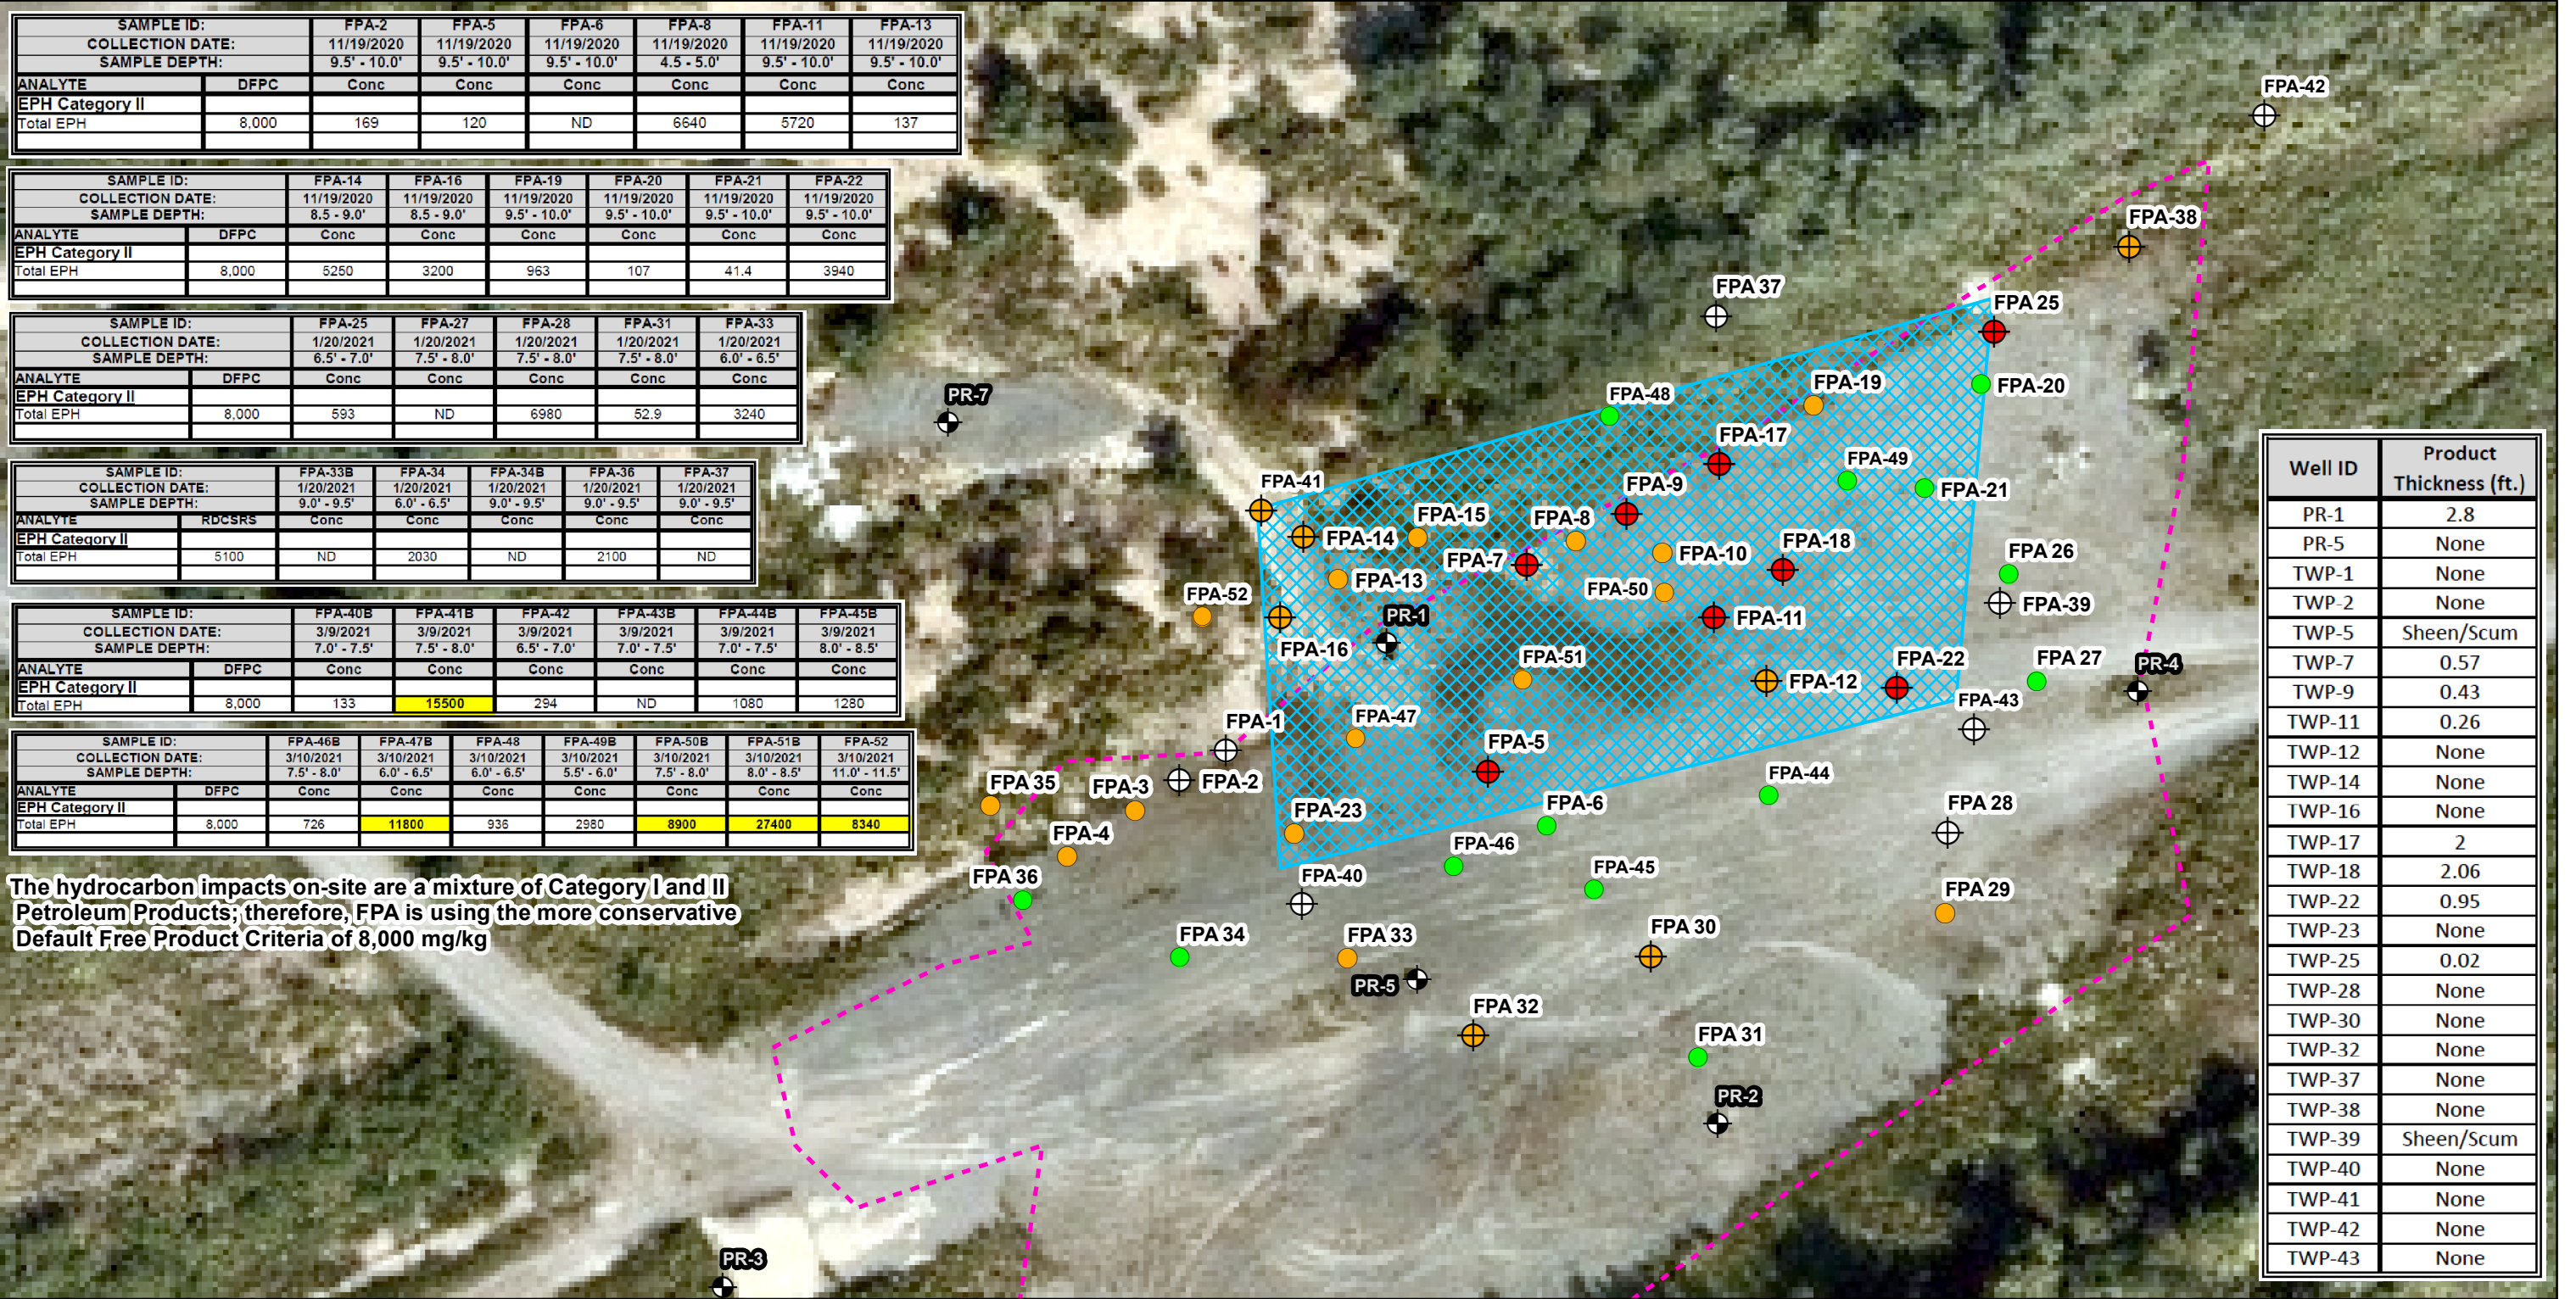 SAMPLE ID: FPA-2 FPA-5 FPA-6 FPA-8 FPA-11 FPA-13
COLLECTION DATE: 11/19/2020 11/19/2020 11/19/2020 11/19/2020 11/19/2020 11/19/2020
SAMPLE DEPTH: 9.5' - 10.0' 9.5' - 10.0' 9.5' - 10.0' 4.5 - 5.0' 9.5' - 10.0' 9.5' - 10.0'
ANALYTE DFPC Conc Conc Conc Conc Conc Conc
EPH Category II
Total EPH 8,000 169 120 ND 6640 5720 137
SAMPLE ID: FPA-14 FPA-16 FPA-19 FPA-20 FPA-21 FPA-22
COLLECTION DATE: 11/19/2020 11/19/2020 11/19/2020 11/19/2020 11/19/2020 11/19/2020
SAMPLE DEPTH: 8.5 - 9.0' 8.5 - 9.0' 9.5' - 10.0' 9.5' - 10.0' 9.5' - 10.0' 9.5' - 10.0'
ANALYTE DFPC Conc Conc Conc Conc Conc Conc
EPH Category II
Total EPH 8,000 5250 3200 963 107 41.4 3940
SAMPLE ID: FPA-25 FPA-27 FPA-28 FPA-31 FPA-33
COLLECTION DATE: 1/20/2021 1/20/2021 1/20/2021 1/20/2021 1/20/2021
SAMPLE DEPTH: 6.5' - 7.0' 7.5' - 8.0' 7.5' - 8.0' 7.5' - 8.0' 6.0' - 6.5'
ANALYTE DFPC Conc Conc Conc Conc Conc
EPH Category II
Total EPH 8,000 593 ND 6980 52.9 3240
SAMPLE ID: FPA-33B FPA-34 FPA-34B FPA-36 FPA-37
COLLECTION DATE: 1/20/2021 1/20/2021 1/20/2021 1/20/2021 1/20/2021
SAMPLE DEPTH: 9.0' - 9.5' 6.0' - 6.5' 9.0' - 9.5' 9.0' - 9.5' 9.0' - 9.5'
ANALYTE RDCSRS Conc Conc Conc Conc Conc
EPH Category II
Total EPH 5100 ND 2030 ND 2100 ND
SAMPLE ID: FPA-40B FPA-41B FPA-42 FPA-43B FPA-44B FPA-45B
COLLECTION DATE: 3/9/2021 3/9/2021 3/9/2021 3/9/2021 3/9/2021 3/9/2021
SAMPLE DEPTH: 7.0' - 7.5' 7.5' - 8.0' 6.5' - 7.0' 7.0' - 7.5' 7.0' - 7.5' 8.0' - 8.5'
ANALYTE DFPC Conc Conc Conc Conc Conc Conc
EPH Category II
Total EPH 8,000 133 15500 294 ND 1080 1280
SAMPLE ID: FPA-46B FPA-47B FPA-48 FPA-49B FPA-50B FPA-51B FPA-52
COLLECTION DATE: 3/10/2021 3/10/2021 3/10/2021 3/10/2021 3/10/2021 3/10/2021 3/10/2021
SAMPLE DEPTH: 7.5' - 8.0' 6.0' - 6.5' 6.0' - 6.5' 5.5' - 6.0' 7.5' - 8.0' 8.0' - 8.5' 11.0' - 11.5'
ANALYTE DFPC Conc Conc Conc Conc Conc Conc Conc
EPH Category II
Total EPH 8,000 726 11800 936 2980 8900 27400 8340
The hydrocarbon impacts on-site are a mixture of Category I and II
Petroleum Products; therefore, FPA is using the more conservative
Default Free Product Criteria of 8,000 mg/kg
FPA-42
FPA-38
FPA 37
FPA 25
FPA-19
FPA-20
FPA-48
PR-7
FPA-17
FPA-49
FPA-41
FPA-9
FPA-21
FPA-15
FPA-8
FPA-14
FPA-18
FPA-10
FPA 26
FPA-7
FPA-13
FPA-50
FPA-52
FPA-39
PR-1
FPA-11
FPA-16
FPA-51
FPA-22
FPA 27
PR-4
FPA-12
FPA-43
FPA-1
FPA-47
FPA-5
FPA-44
FPA 35
FPA-3
FPA-2
FPA-23
FPA-6
FPA 28
FPA-4
FPA-46
FPA-45
FPA 36
FPA-40
FPA 29
FPA 34
FPA 33
FPA 30
PR-5
FPA 32
FPA 31
PR-2
PR-3
Well ID Product Thickness (ft.)
PR-1 2.8
PR-5 None
TWP-1 None
TWP-2 None
TWP-5 Sheen/Scum
TWP-7 0.57
TWP-9 0.43
TWP-11 0.26
TWP-12 None
TWP-14 None
TWP-16 None
TWP-17 2
TWP-18 2.06
TWP-22 0.95
TWP-23 None
TWP-25 0.02
TWP-28 None
TWP-30 None
TWP-32 None
TWP-37 None
TWP-38 None
TWP-39 Sheen/Scum
TWP-40 None
TWP-41 None
TWP-42 None
TWP-43 None